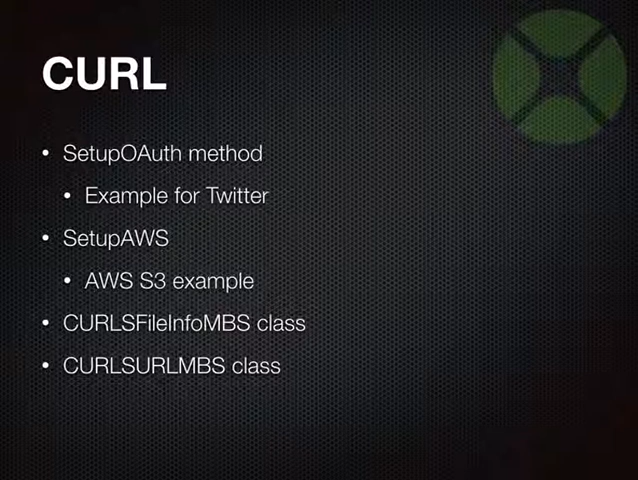 CURL
• SetupOAuth method
• Example for Twitter
• SetupAWS
• AWS S3 example
• CURLSFileInfoMBS class
• CURLSURLMBS class